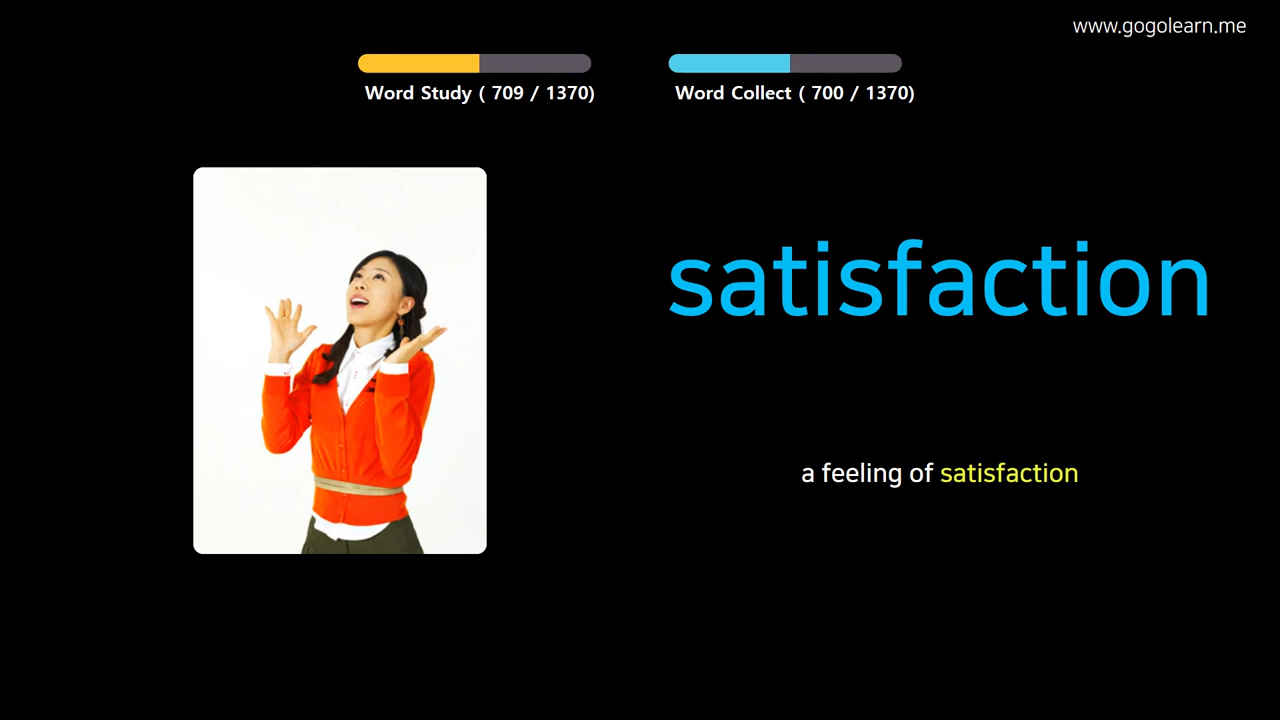 www.gogolearn.me
Word Study ( 709 / 1370)
Word Collect ( 700 / 1370)
satisfaction
a feeling of satisfaction